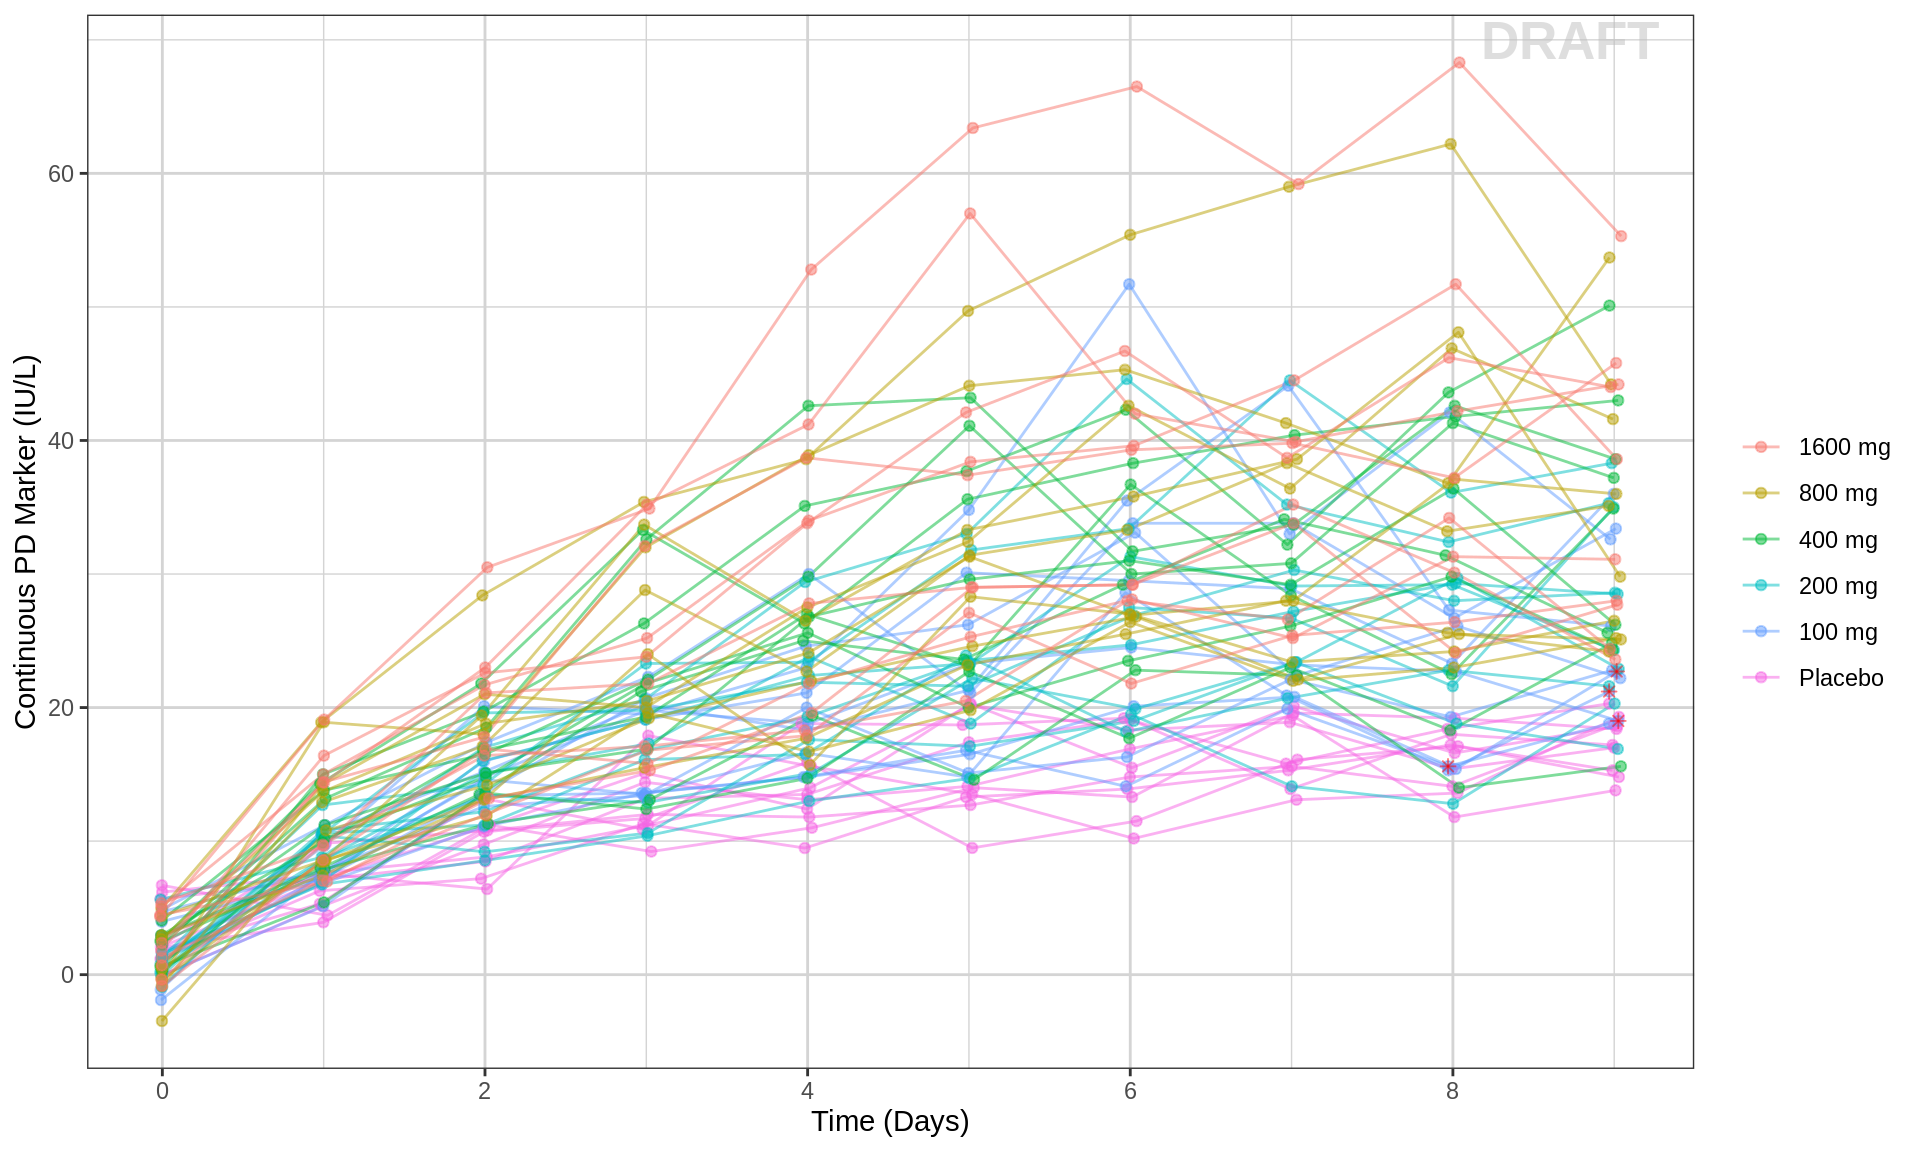 DRAFT
Continuous PD Marker (IU/L)
60
40
20
0
0 2 4 6 8
Time (Days)
1600 mg
800 mg
400 mg
200 mg
100 mg
Placebo